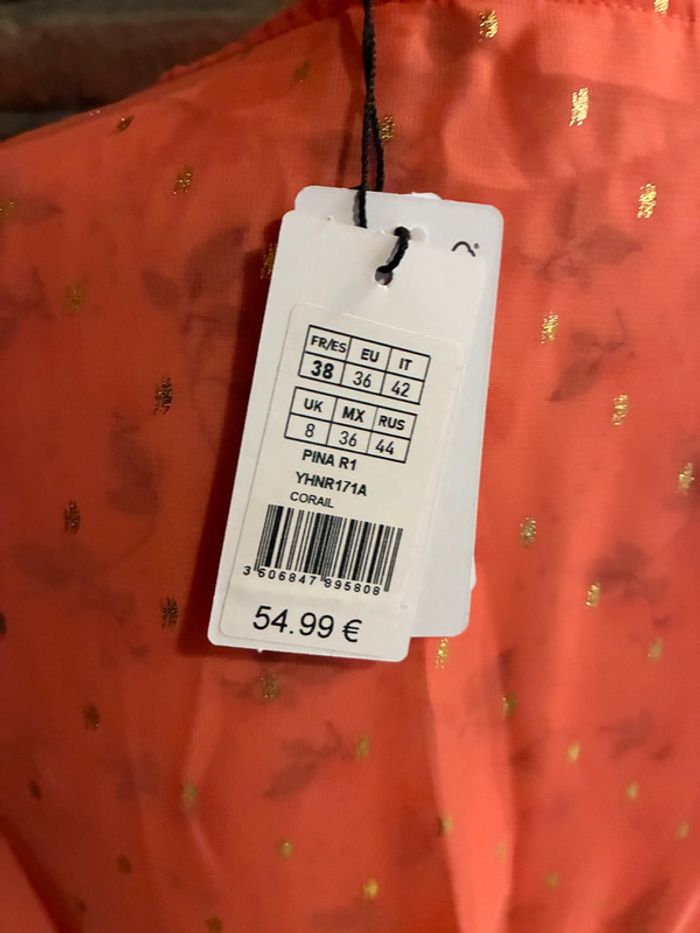 FR/ES EU IT
38 36 42
UK MX RUS
8 36 44
PINA R1
YHNR171A
CORAIL
3 606847 895808
54.99 €